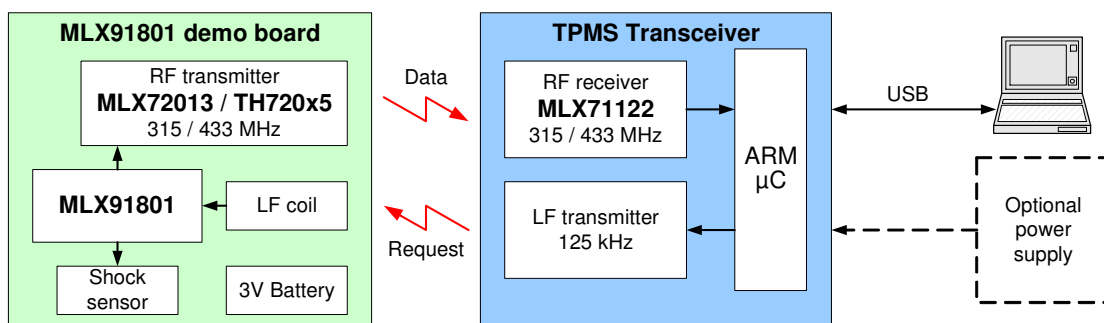 MLX91801 demo board
RF transmitter
MLX72013 / TH720x5
315 / 433 MHz
MLX91801
LF coil
Shock
sensor
3V Battery
Data
Request
TPMS Transceiver
RF receiver
MLX71122
315 / 433 MHz
LF transmitter
125 kHz
ARM
µC
USB
Optional
power
supply